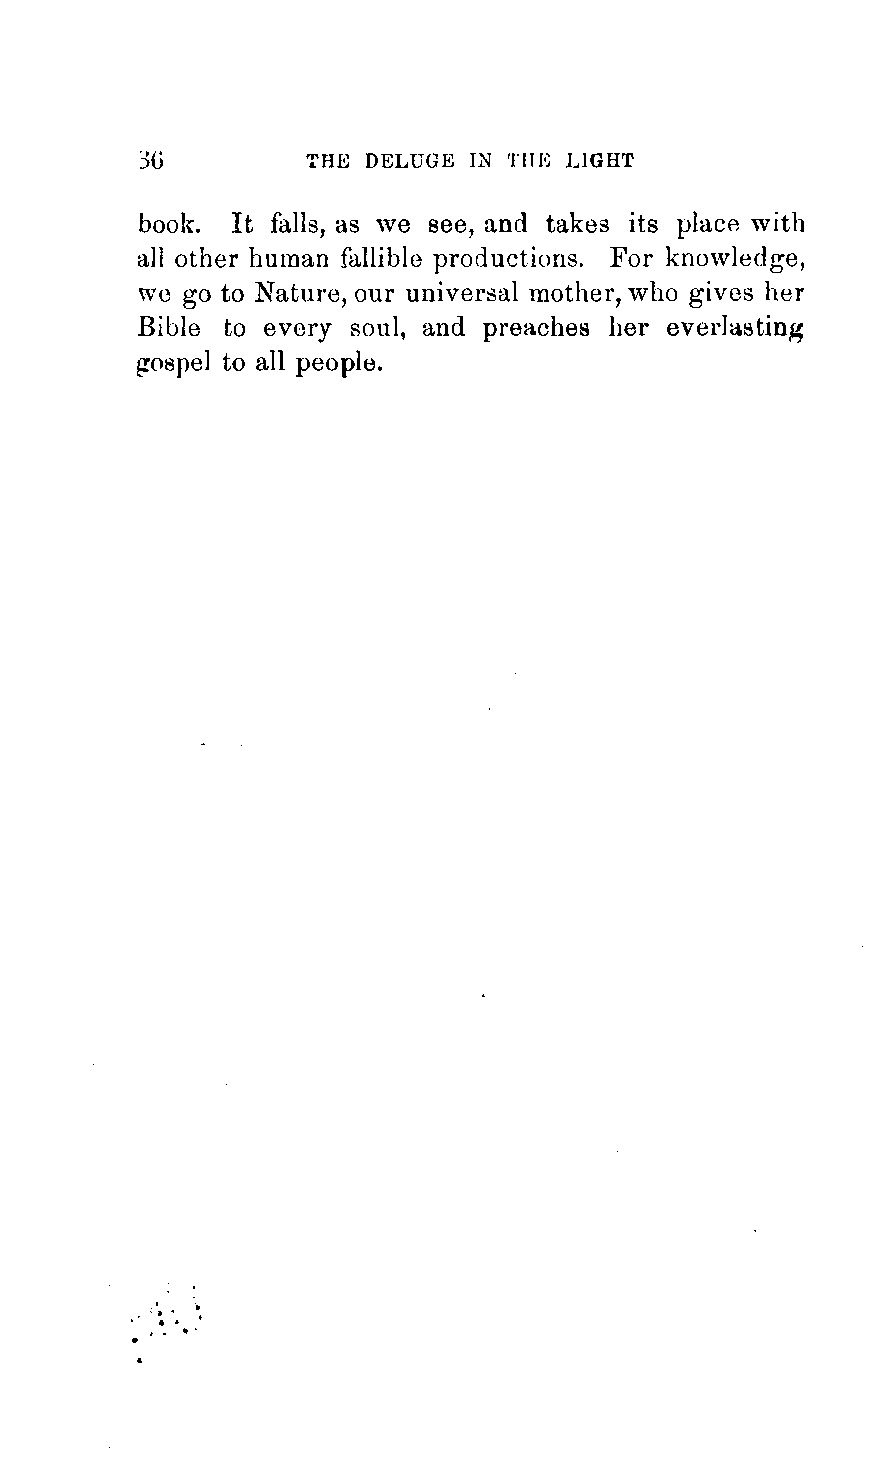 36 THE DELUGE IN THE LIGHT
book. It falls, as we see, and takes its place with
all other human fallible productions. For knowledge,
we go to Nature, our universal mother, who gives her
Bible to every soul, and preaches her everlasting
gospel to all people.